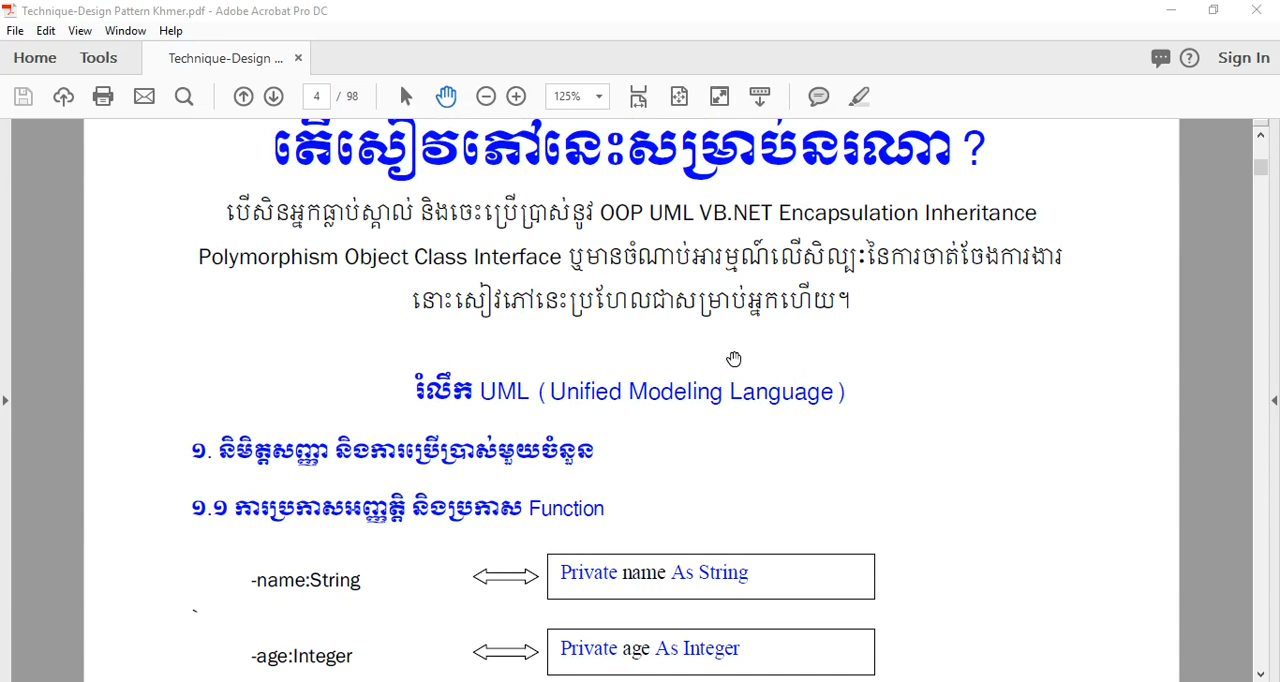 Technique-Design Pattern Khmer.pdf - Adobe Acrobat Pro DC
File Edit View Window Help
Home Tools Technique-Design ... × Sign In
4 / 98 125%
តើសៀវភៅនេះសម្រាប់នរណា ?
បើសិនអ្នកធ្លាប់ស្គាល់ និងចេះប្រើប្រាស់នូវ OOP UML VB.NET Encapsulation Inheritance
Polymorphism Object Class Interface ឬមានចំណាប់អារម្មណ៍លើសិល្បៈនៃការចាត់ចែងការងារ
នោះសៀវភៅនេះប្រហែលជាសម្រាប់អ្នកហើយ។
រំលឹក UML (Unified Modeling Language)
១. និមិត្តសញ្ញា និងការប្រើប្រាស់មួយចំនួន
១.១ ការប្រកាសអញ្ញត្តិ និងប្រកាស Function
-name:String Private name As String
`
-age:Integer Private age As Integer